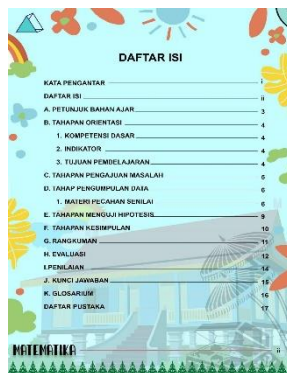 DAFTAR ISI
KATA PENGANTAR i
DAFTAR ISI ii
A. PETUNJUK BAHAN AJAR 3
B. TAHAPAN ORIENTASI 4
1. KOMPETENSI DASAR 4
2. INDIKATOR 4
3. TUJUAN PEMDELAJARAN 4
C. TAHAPAN PENGAJUAN MASALAH 5
D. TAHAP PENGUMPULAN DATA 6
1. MATERI PECAHAN SENILAI 6
E. TAHAPAN MENGUJI HIPOTESIS 9
F. TAHAPAN KESIMPULAN 10
G. RANGKUMAN 11
H. EVALUASI 12
I.PENILAIAN 14
J. KUNCI JAWABAN 15
K. GLOSARIUM 16
DAFTAR PUSTAKA 17
MATEMATIKA ii